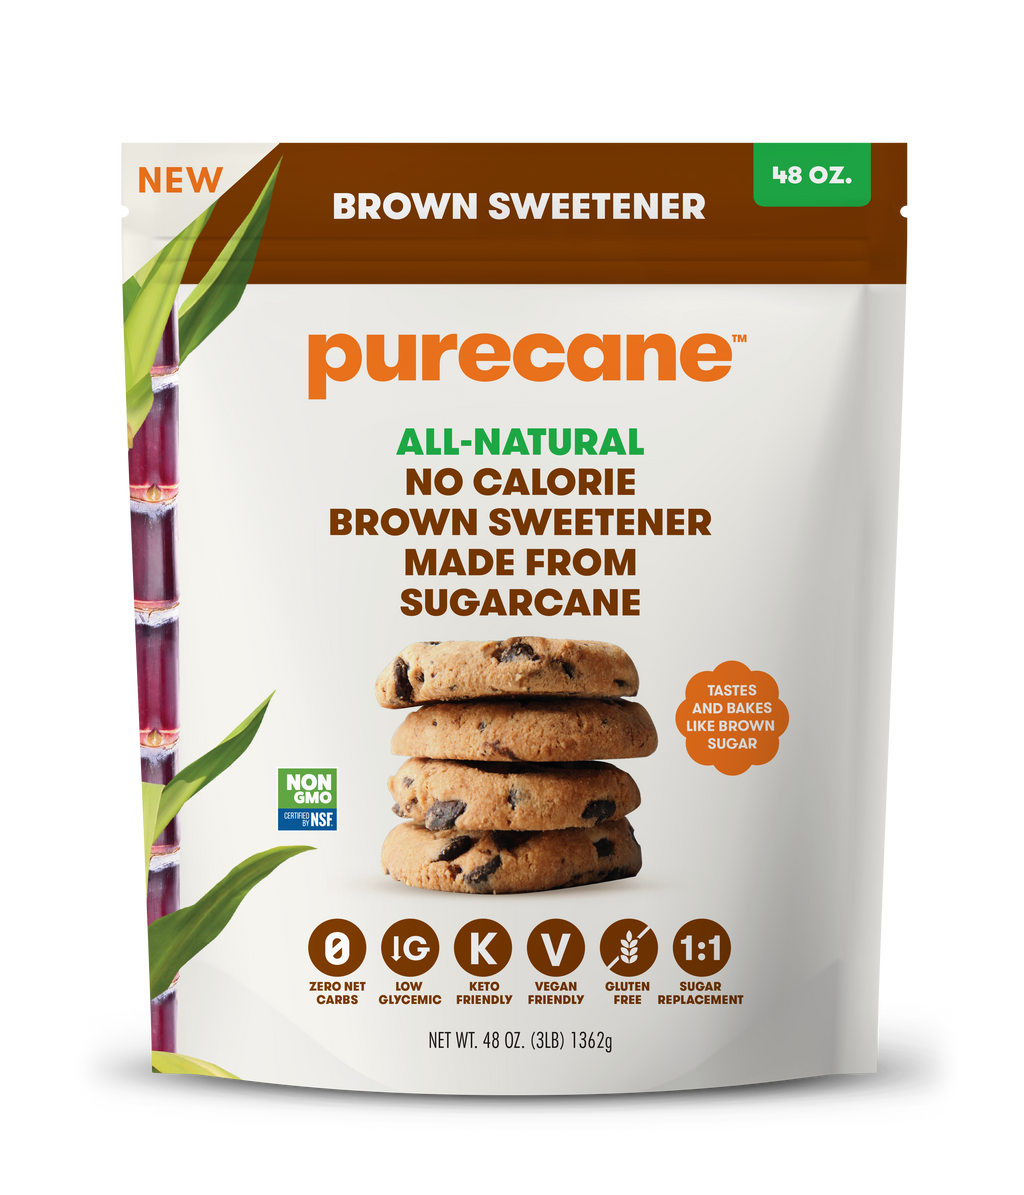 NEW
BROWN SWEETENER
48 OZ.
purecane™
ALL-NATURAL
NO CALORIE
BROWN SWEETENER
MADE FROM
SUGARCANE
TASTES
AND BAKES
LIKE BROWN
SUGAR
NON
GMO
CERTIFIED
BY NSF.
0
ZERO NET
CARBS
↓G
LOW
GLYCEMIC
K
KETO
FRIENDLY
V
VEGAN
FRIENDLY
GLUTEN
FREE
1:1
SUGAR
REPLACEMENT
NET WT. 48 OZ. (3LB) 1362g